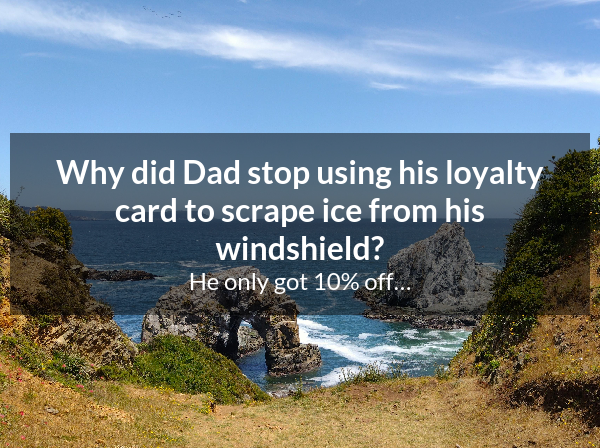 Why did Dad stop using his loyalty
card to scrape ice from his
windshield?
He only got 10% off...